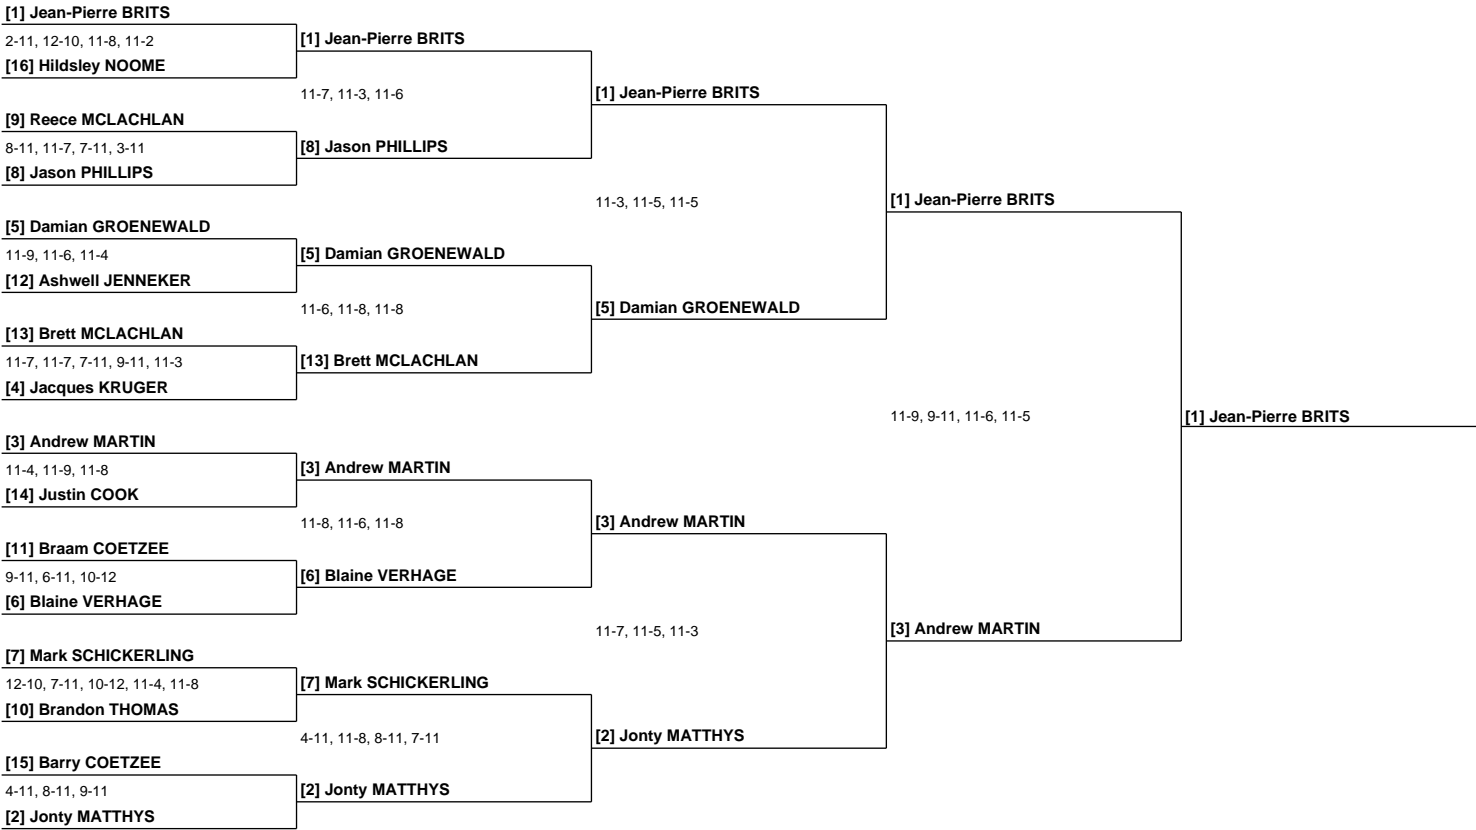 [1] Jean-Pierre BRITS
2-11, 12-10, 11-8, 11-2
[16] Hildsley NOOME
[9] Reece MCLACHLAN
8-11, 11-7, 7-11, 3-11
[8] Jason PHILLIPS
[5] Damian GROENEWALD
11-9, 11-6, 11-4
[12] Ashwell JENNEKER
[13] Brett MCLACHLAN
11-7, 11-7, 7-11, 9-11, 11-3
[4] Jacques KRUGER
[3] Andrew MARTIN
11-4, 11-9, 11-8
[14] Justin COOK
[11] Braam COETZEE
9-11, 6-11, 10-12
[6] Blaine VERHAGE
[7] Mark SCHICKERLING
12-10, 7-11, 10-12, 11-4, 11-8
[10] Brandon THOMAS
[15] Barry COETZEE
4-11, 8-11, 9-11
[2] Jonty MATTHYS
[1] Jean-Pierre BRITS
11-7, 11-3, 11-6
[8] Jason PHILLIPS
[5] Damian GROENEWALD
11-6, 11-8, 11-8
[13] Brett MCLACHLAN
[3] Andrew MARTIN
11-8, 11-6, 11-8
[6] Blaine VERHAGE
[7] Mark SCHICKERLING
4-11, 11-8, 8-11, 7-11
[2] Jonty MATTHYS
[1] Jean-Pierre BRITS
11-3, 11-5, 11-5
[5] Damian GROENEWALD
[3] Andrew MARTIN
11-7, 11-5, 11-3
[2] Jonty MATTHYS
[1] Jean-Pierre BRITS
11-9, 9-11, 11-6, 11-5
[3] Andrew MARTIN
[1] Jean-Pierre BRITS